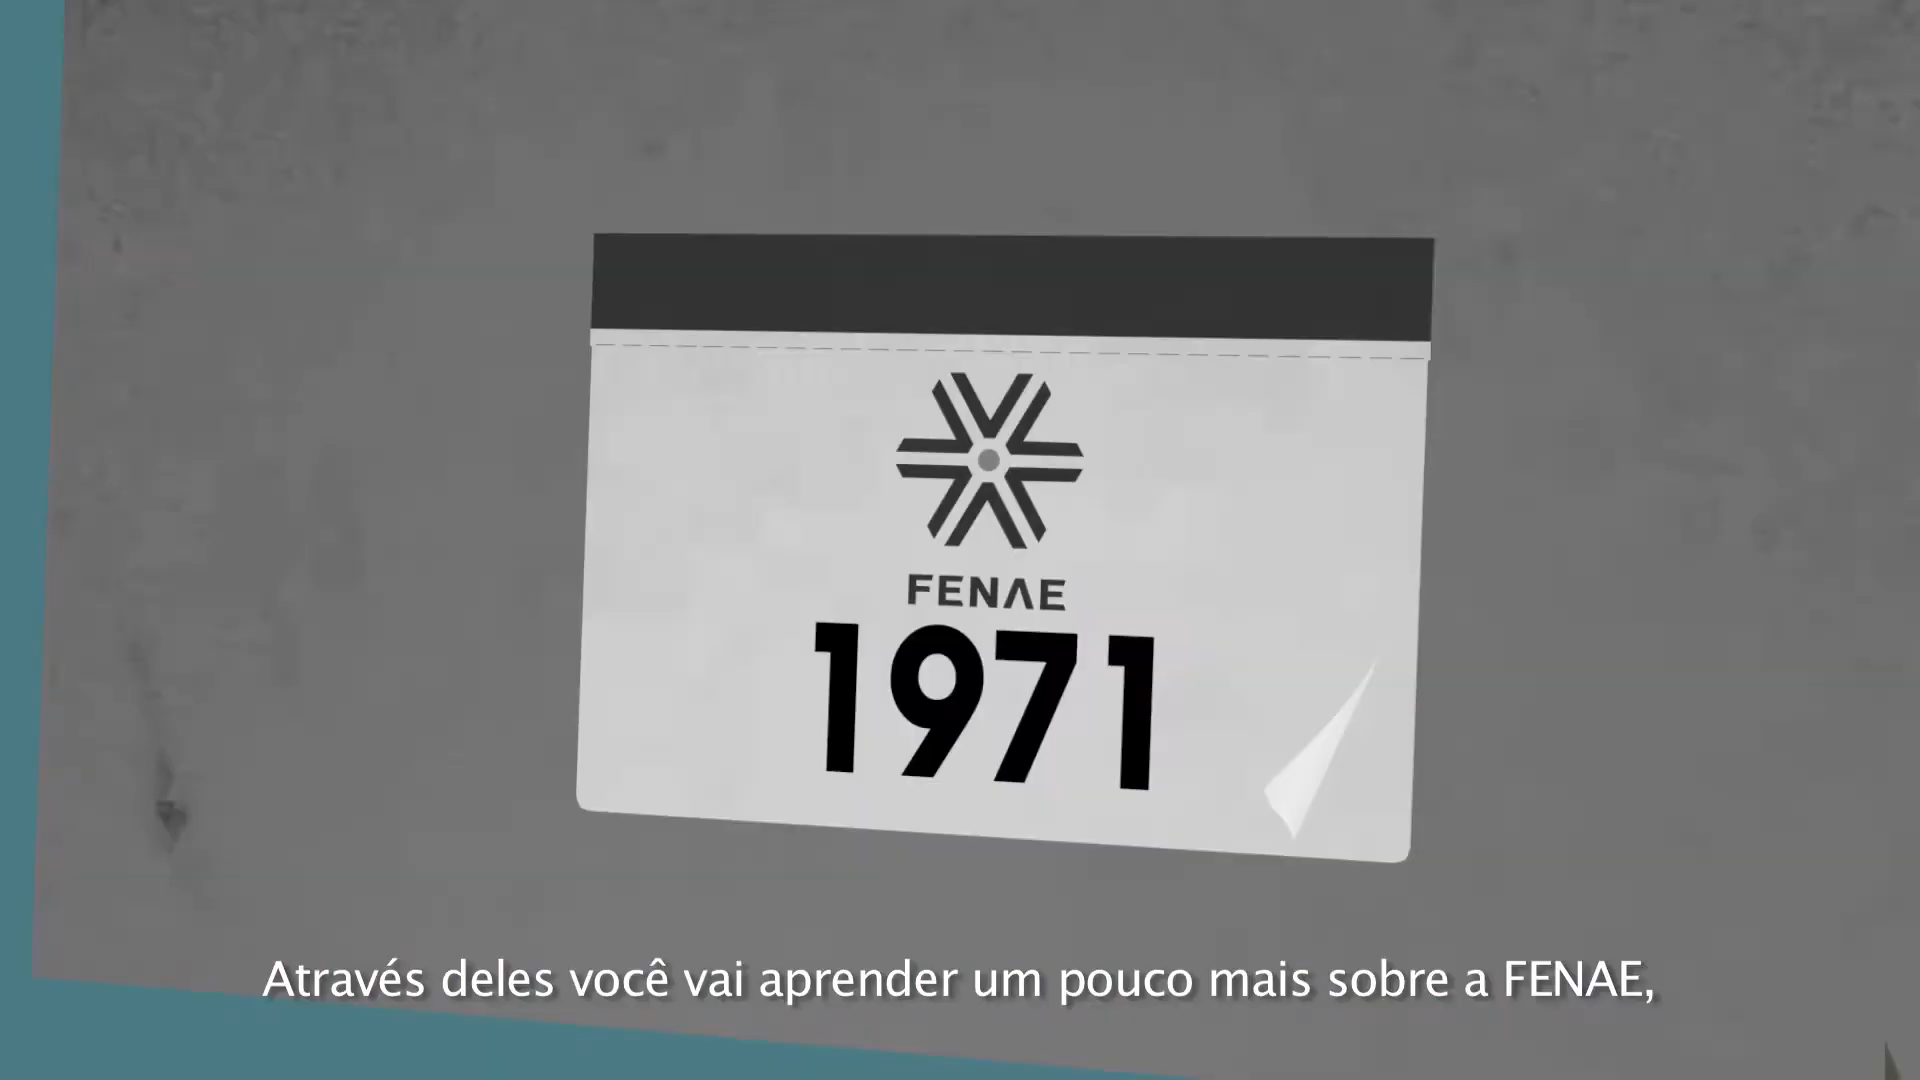 FENAE
1971
Através deles você vai aprender um pouco mais sobre a FENAE,